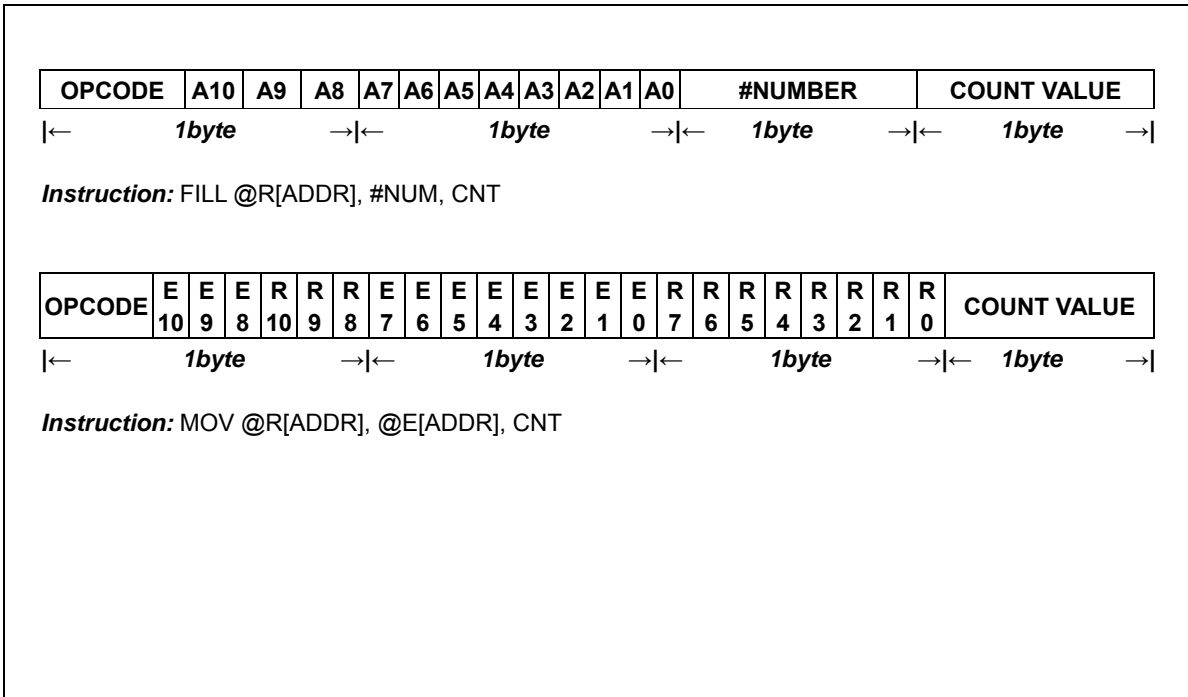 OPCODE A10 A9 A8 A7 A6 A5 A4 A3 A2 A1 A0 #NUMBER COUNT VALUE
|← 1byte →|← 1byte →|← 1byte →|← 1byte →|
Instruction: FILL @R[ADDR], #NUM, CNT
OPCODE E10 E9 E8 R10 R9 R8 E7 E6 E5 E4 E3 E2 E1 E0 R7 R6 R5 R4 R3 R2 R1 R0 COUNT VALUE
|← 1byte →|← 1byte →|← 1byte →|← 1byte →|
Instruction: MOV @R[ADDR], @E[ADDR], CNT